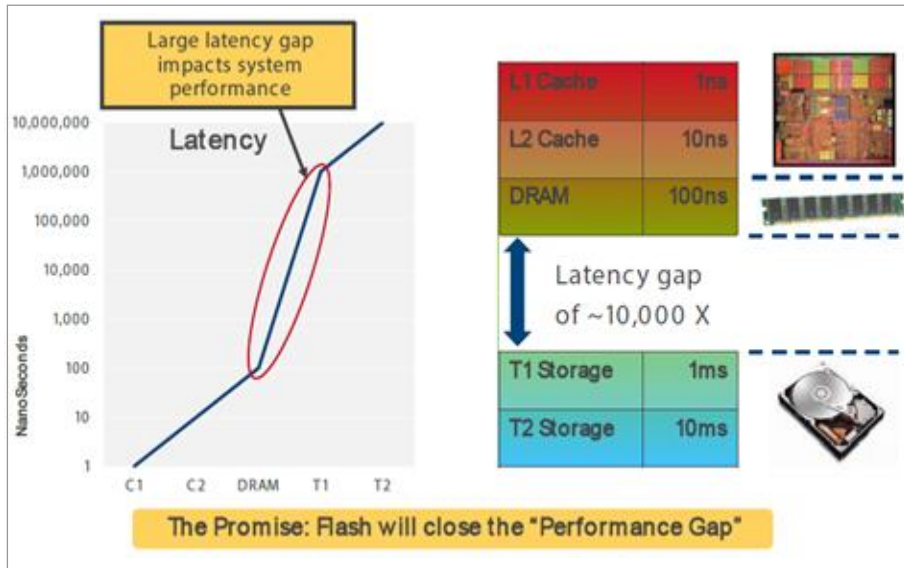 Large latency gap
impacts system
performance
Latency
10,000,000
1,000,000
100,000
10,000
1,000
100
10
1
NanoSeconds
C1 C2 DRAM T1 T2
L1 Cache 1ns
L2 Cache 10ns
DRAM 100ns
Latency gap
of ~10,000 X
T1 Storage 1ms
T2 Storage 10ms
The Promise: Flash will close the "Performance Gap"